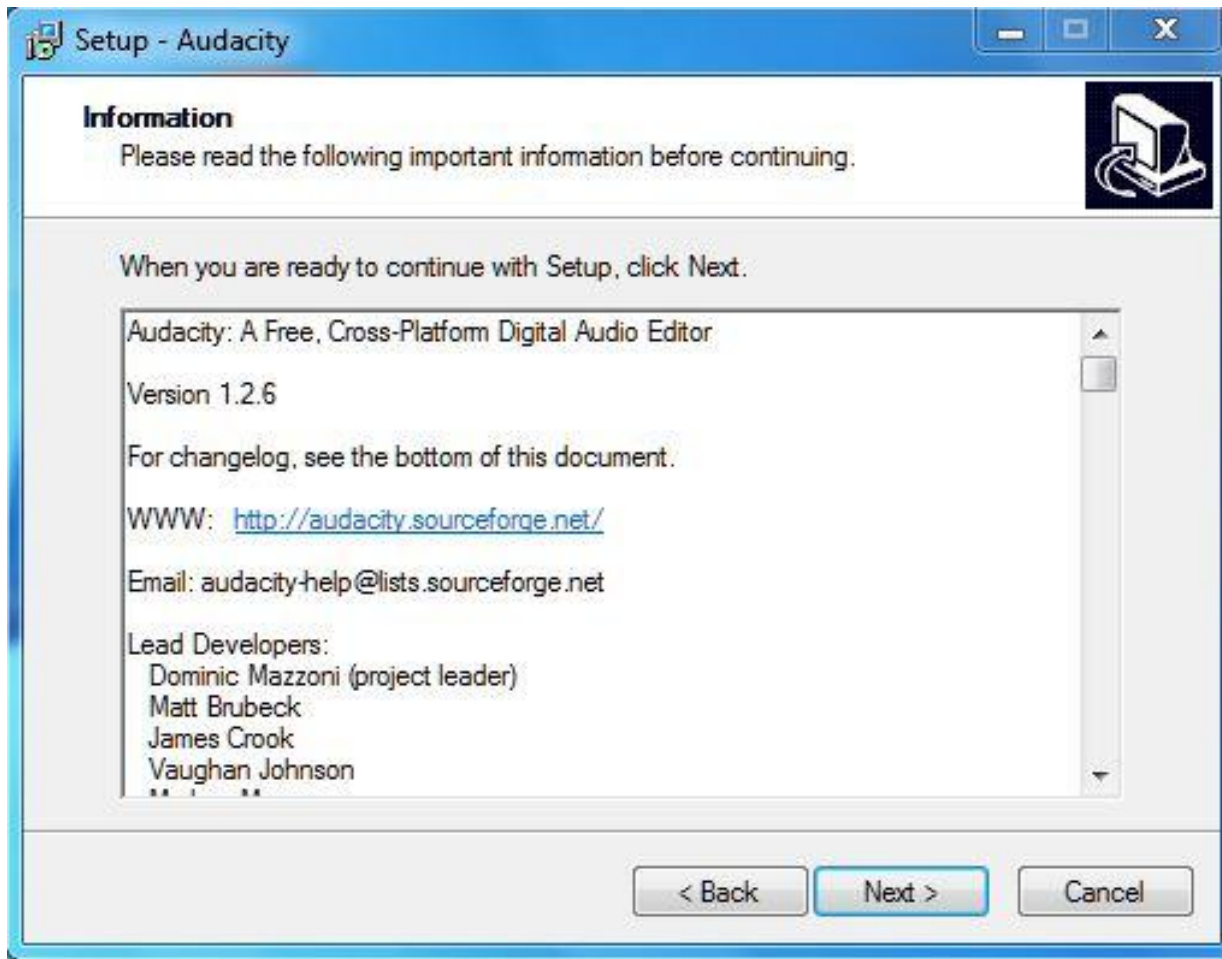 Setup - Audacity
Information
Please read the following important information before continuing.
When you are ready to continue with Setup, click Next.
Audacity: A Free, Cross-Platform Digital Audio Editor
Version 1.2.6
For changelog, see the bottom of this document.
WWW: http://audacity.sourceforge.net/
Email: audacity-help@lists.sourceforge.net
Lead Developers:
Dominic Mazzoni (project leader)
Matt Brubeck
James Crook
Vaughan Johnson
< Back
Next >
Cancel